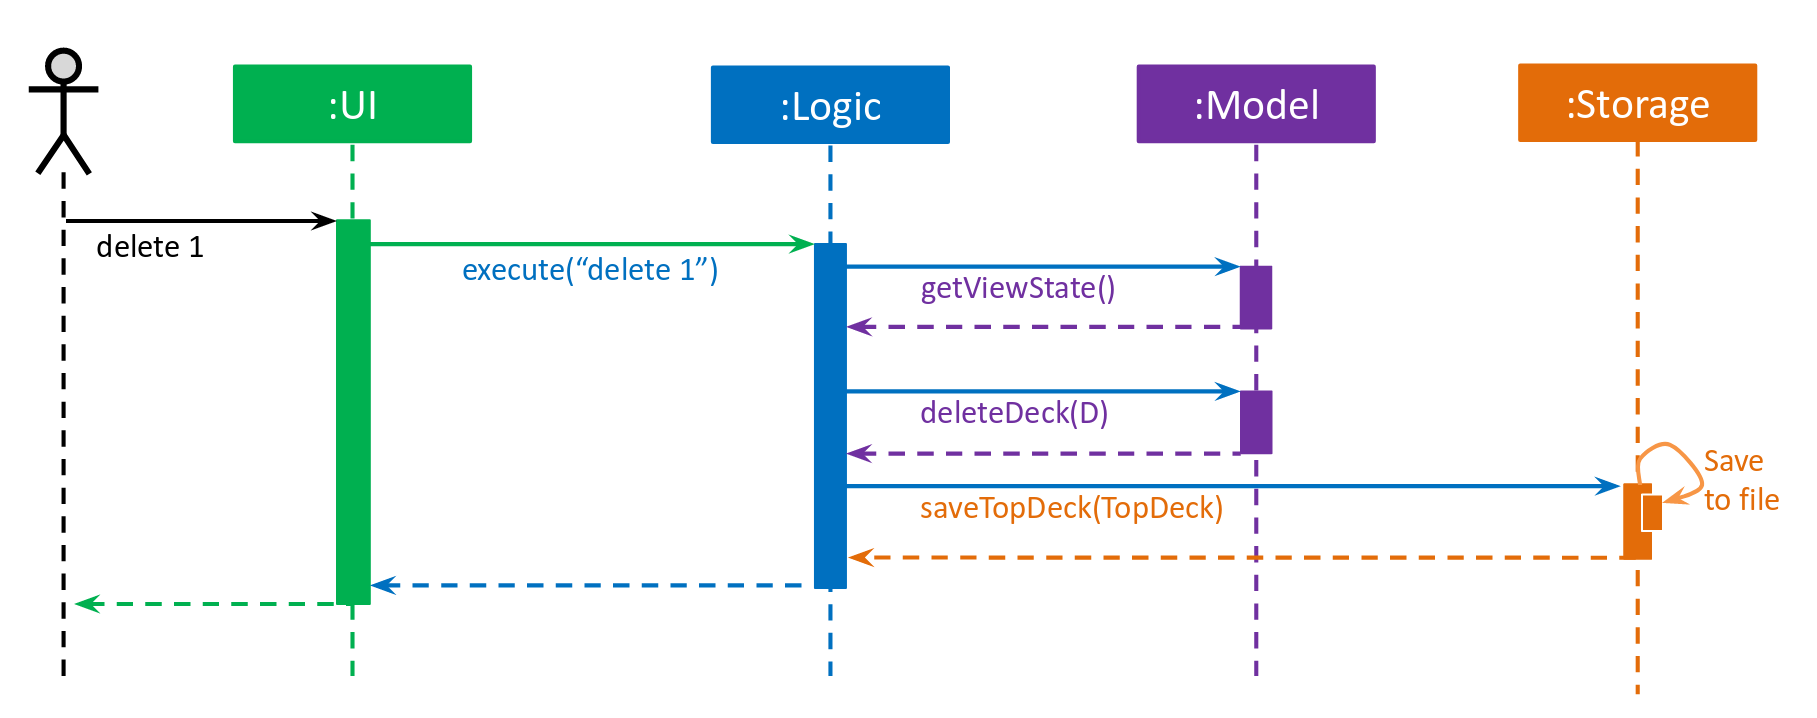 :UI
:Logic
:Model
:Storage
delete 1
execute(“delete 1”)
getViewState()
deleteDeck(D)
Save
to file
saveTopDeck(TopDeck)